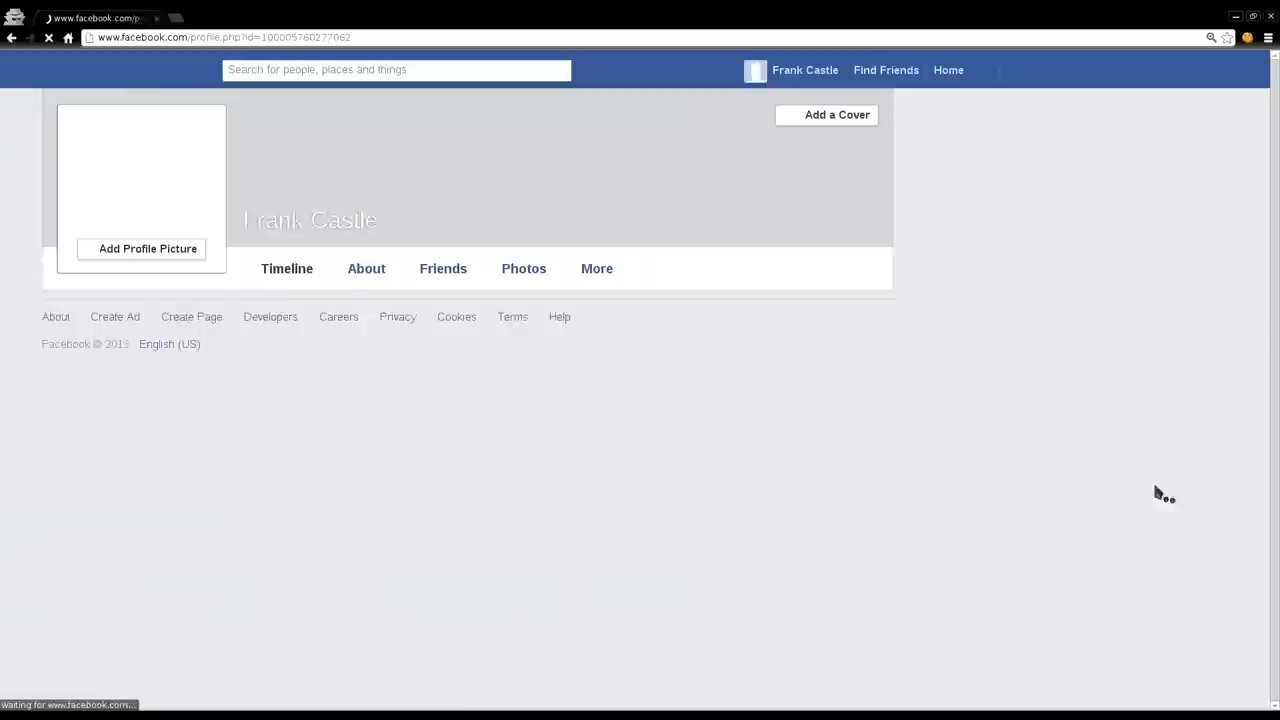 www.facebook.com/p
www.facebook.com/profile.php?id=100005760277062
Search for people, places and things
Frank Castle Find Friends Home
Add a Cover
Frank Castle
Add Profile Picture
Timeline About Friends Photos More
About Create Ad Create Page Developers Careers Privacy Cookies Terms Help
Facebook © 2013 English (US)
Waiting for www.facebook.com...